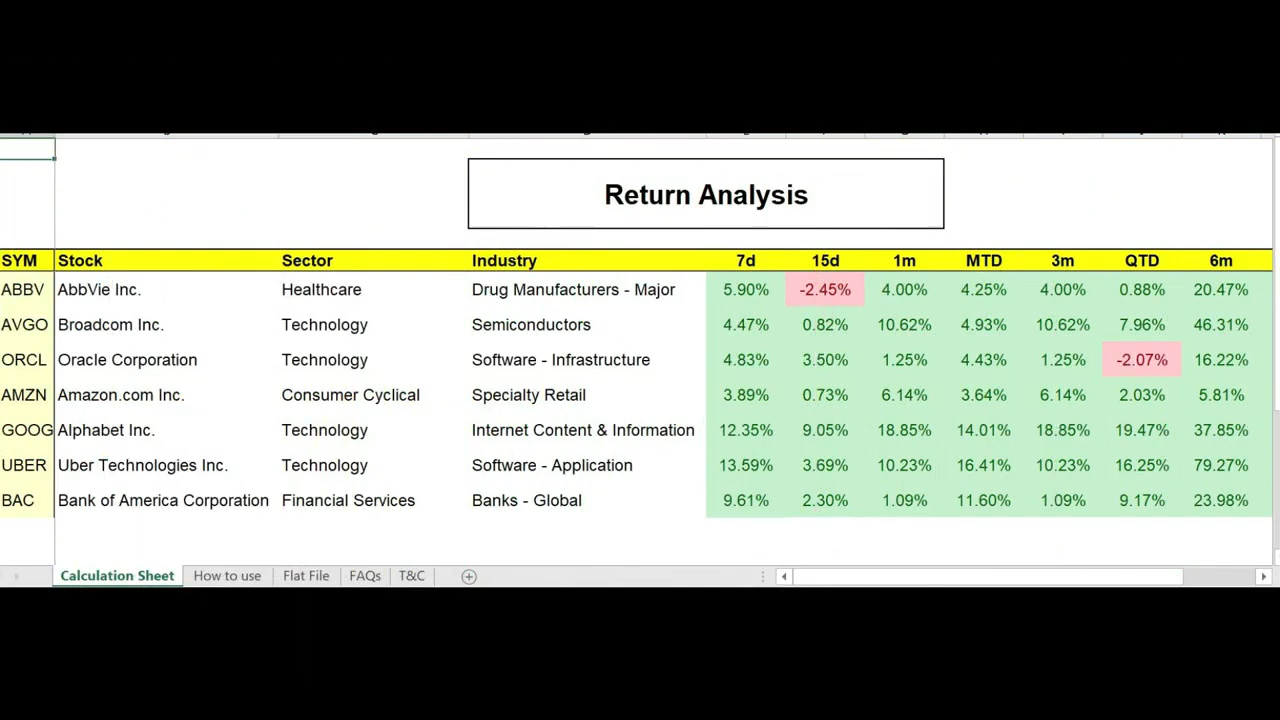 Return Analysis
SYM Stock Sector Industry 7d 15d 1m MTD 3m QTD 6m
ABBV AbbVie Inc. Healthcare Drug Manufacturers - Major 5.90% -2.45% 4.00% 4.25% 4.00% 0.88% 20.47%
AVGO Broadcom Inc. Technology Semiconductors 4.47% 0.82% 10.62% 4.93% 10.62% 7.96% 46.31%
ORCL Oracle Corporation Technology Software - Infrastructure 4.83% 3.50% 1.25% 4.43% 1.25% -2.07% 16.22%
AMZN Amazon.com Inc. Consumer Cyclical Specialty Retail 3.89% 0.73% 6.14% 3.64% 6.14% 2.03% 5.81%
GOOG Alphabet Inc. Technology Internet Content & Information 12.35% 9.05% 18.85% 14.01% 18.85% 19.47% 37.85%
UBER Uber Technologies Inc. Technology Software - Application 13.59% 3.69% 10.23% 16.41% 10.23% 16.25% 79.27%
BAC Bank of America Corporation Financial Services Banks - Global 9.61% 2.30% 1.09% 11.60% 1.09% 9.17% 23.98%
Calculation Sheet How to use Flat File FAQs T&C